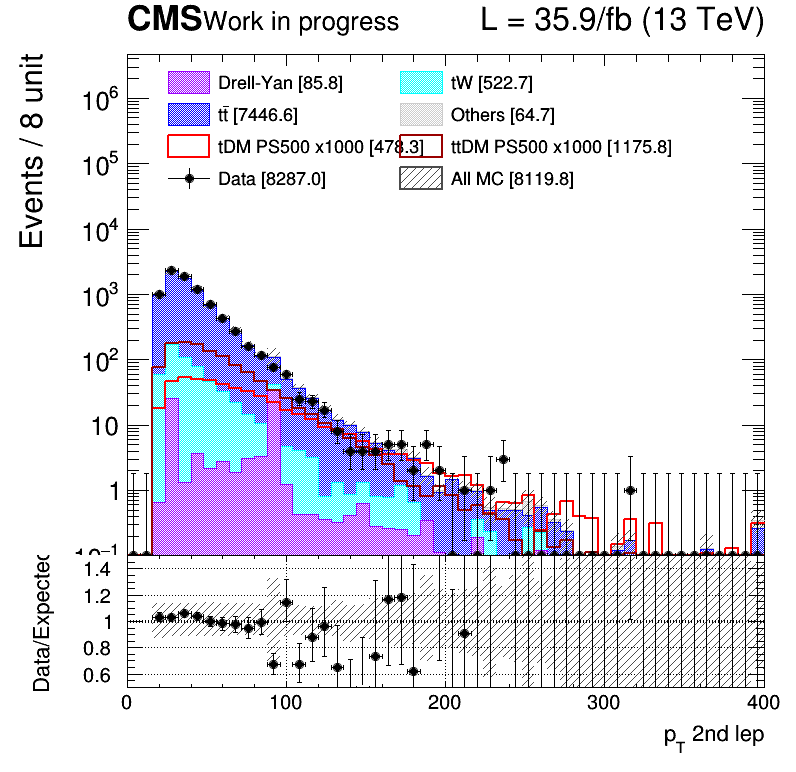 CMS Work in progress L = 35.9/fb (13 TeV)
Events / 8 unit
Drell-Yan [85.8] tW [522.7]
tt̄ [7446.6] Others [64.7]
tDM PS500 x1000 [478.3] ttDM PS500 x1000 [1175.8]
Data [8287.0] All MC [8119.8]
10⁶
10⁵
10⁴
10³
10²
10
1
10⁻¹
Data/Expected
1.4
1.2
1
0.8
0.6
0 100 200 300 400
p_T 2nd lep